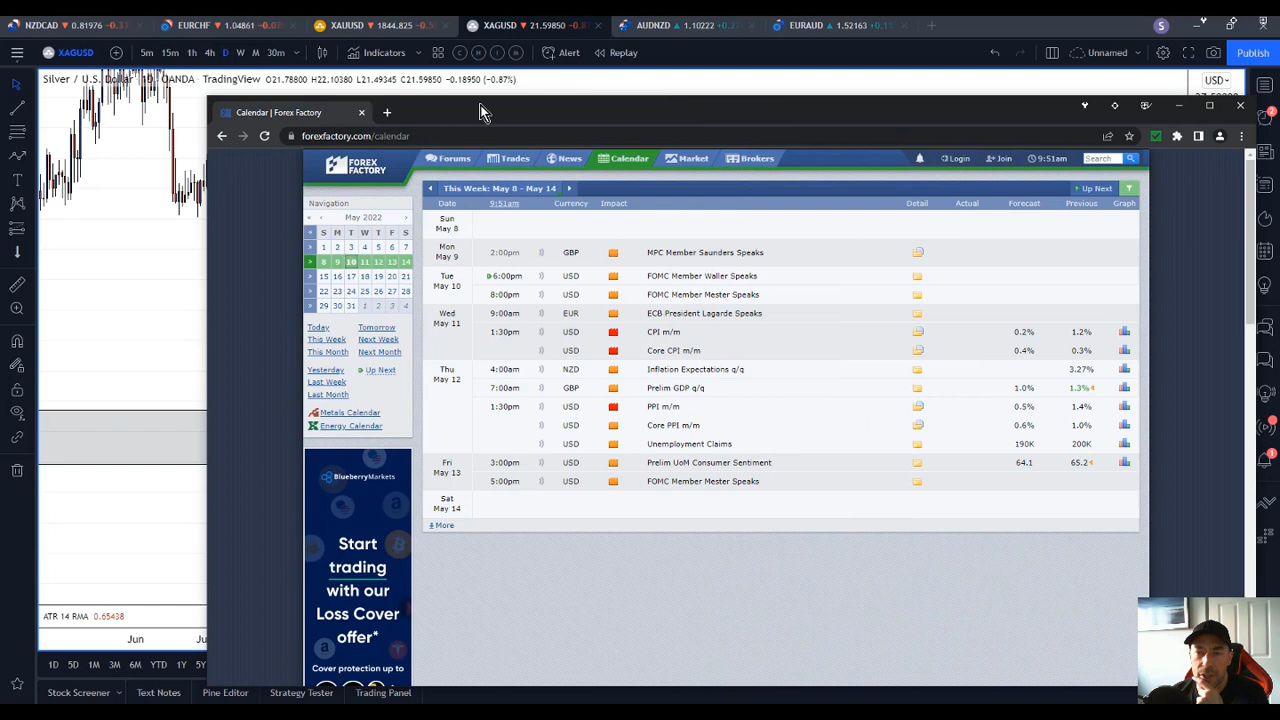 NZDCAD ▼ 0.81976 -0.3
EURCHF ▼ 1.04861 -0.07
XAUUSD ▼ 1844.825 -0.5
XAGUSD ▼ 21.59850 -0.8
AUDNZD ▲ 1.10222
EURAUD ▲ 1.52163 +0.1
S
XAGUSD 5m 15m 1h 4h D W M 30m Indicators C H I M Alert Replay Unnamed Publish
Silver / U.S. Dollar 1D OANDA TradingView O21.78800 H22.10380 L21.49345 C21.59850 -0.18950 (-0.87%)
USD
Calendar | Forex Factory
forexfactory.com/calendar
FOREX FACTORY
Forums Trades News Calendar Market Brokers Login Join 9:51am Search
This Week: May 8 - May 14 Up Next
Date 9:51am Currency Impact Detail Actual Forecast Previous Graph
Sun May 8
Mon May 9 2:00pm GBP MPC Member Saunders Speaks
Tue May 10 6:00pm USD FOMC Member Waller Speaks
8:00pm USD FOMC Member Mester Speaks
Wed May 11 9:00am EUR ECB President Lagarde Speaks
1:30pm USD CPI m/m 0.2% 1.2%
USD Core CPI m/m 0.4% 0.3%
Thu May 12 4:00am NZD Inflation Expectations q/q 3.27%
7:00am GBP Prelim GDP q/q 1.0% 1.3%
1:30pm USD PPI m/m 0.5% 1.4%
USD Core PPI m/m 0.6% 1.0%
USD Unemployment Claims 190K 200K
Fri May 13 3:00pm USD Prelim UoM Consumer Sentiment 64.1 65.2
5:00pm USD FOMC Member Mester Speaks
Sat May 14
More
Navigation
« ‹ May 2022 ›
S M T W T F S
1 2 3 4 5 6 7
8 9 10 11 12 13 14
15 16 17 18 19 20 21
22 23 24 25 26 27 28
29 30 31 1 2 3 4
Today Tomorrow
This Week Next Week
This Month Next Month
Yesterday Up Next
Last Week
Last Month
Metals Calendar
Energy Calendar
BlueberryMarkets
Start
trading
with our
Loss Cover
offer*
Cover protection up to
ATR 14 RMA 0.65438
Jun
1D 5D 1M 3M 6M YTD 1Y 5Y
Stock Screener Text Notes Pine Editor Strategy Tester Trading Panel